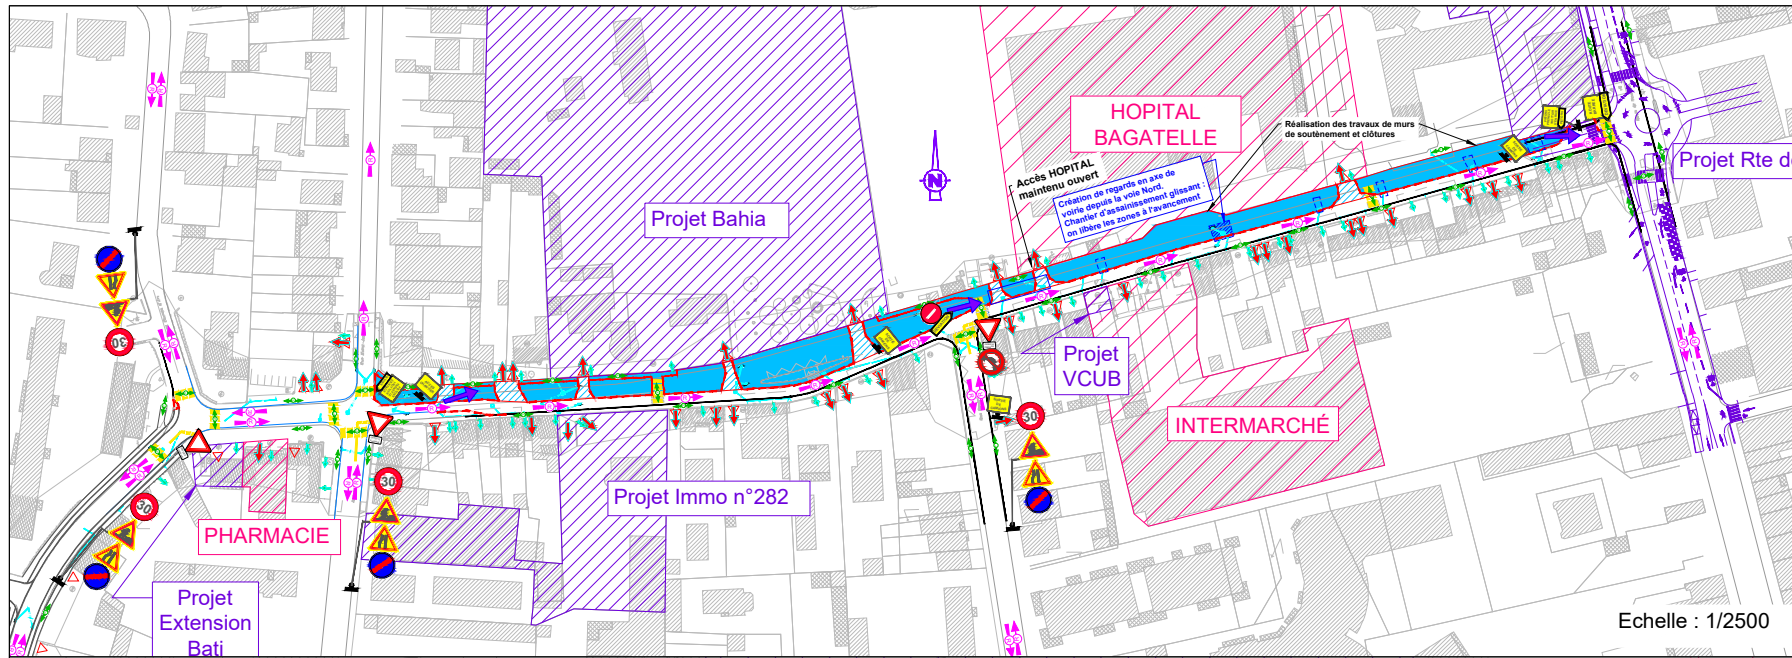 HOPITAL
BAGATELLE
Réalisation des travaux de murs
de soutènement et clôtures
Accès HOPITAL
maintenu ouvert
Création de regards en axe de
voirie depuis la voie Nord.
Chantier d'assainissement glissant :
on libère les zones à l'avancement
Projet Rte de
Projet Bahia
N
Projet
VCUB
INTERMARCHÉ
Projet Immo n°282
PHARMACIE
Projet
Extension
Bati
30
30
30
30
Echelle : 1/2500